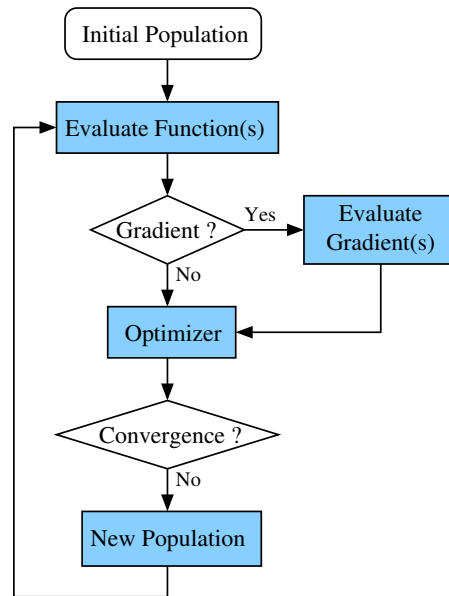 Initial Population
Evaluate Function(s)
Gradient ?
Yes
Evaluate
Gradient(s)
No
Optimizer
Convergence ?
No
New Population